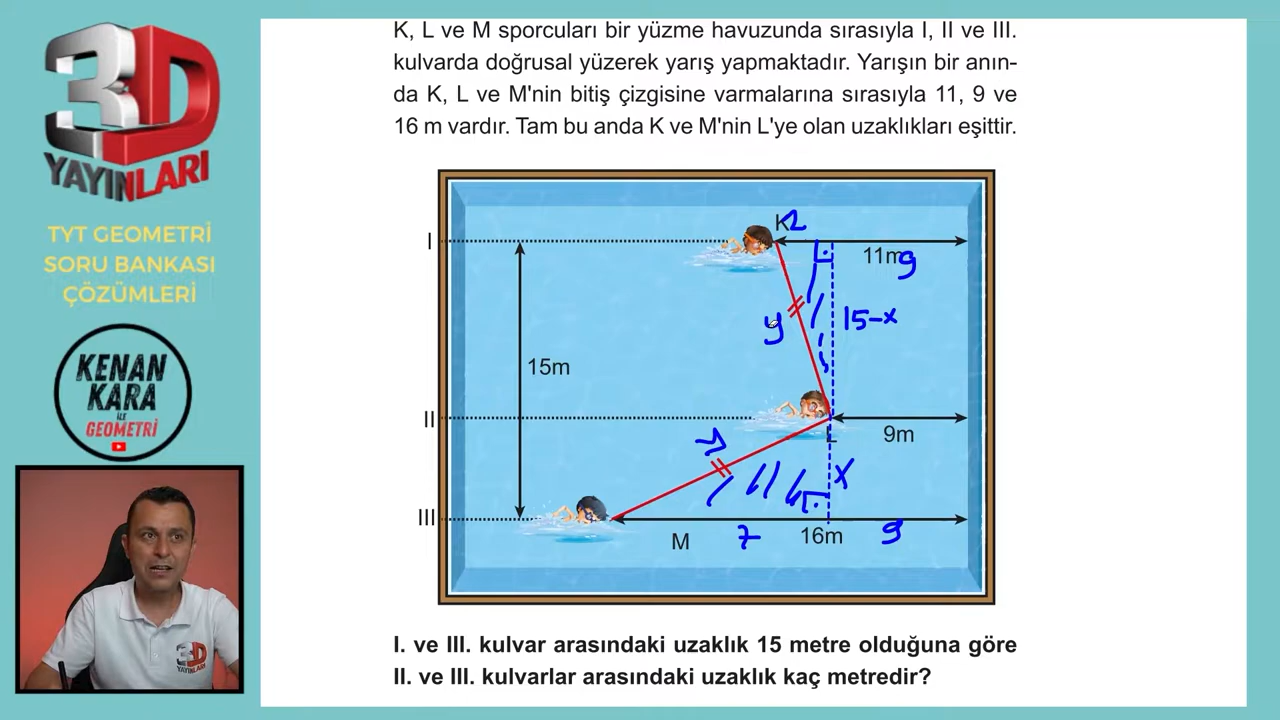 3D
YAYINLARI
TYT GEOMETRİ
SORU BANKASI
ÇÖZÜMLERİ
KENAN
KARA
İLE
GEOMETRİ
3D
YAYINLARI
K, L ve M sporcuları bir yüzme havuzunda sırasıyla I, II ve III.
kulvarda doğrusal yüzerek yarış yapmaktadır. Yarışın bir anın-
da K, L ve M'nin bitiş çizgisine varmalarına sırasıyla 11, 9 ve
16 m vardır. Tam bu anda K ve M'nin L'ye olan uzaklıkları eşittir.
K 2
I
11m 9
y
15-x
15m
II
L
9m
y
x
III
M
7
16m
9
I. ve III. kulvar arasındaki uzaklık 15 metre olduğuna göre
II. ve III. kulvarlar arasındaki uzaklık kaç metredir?